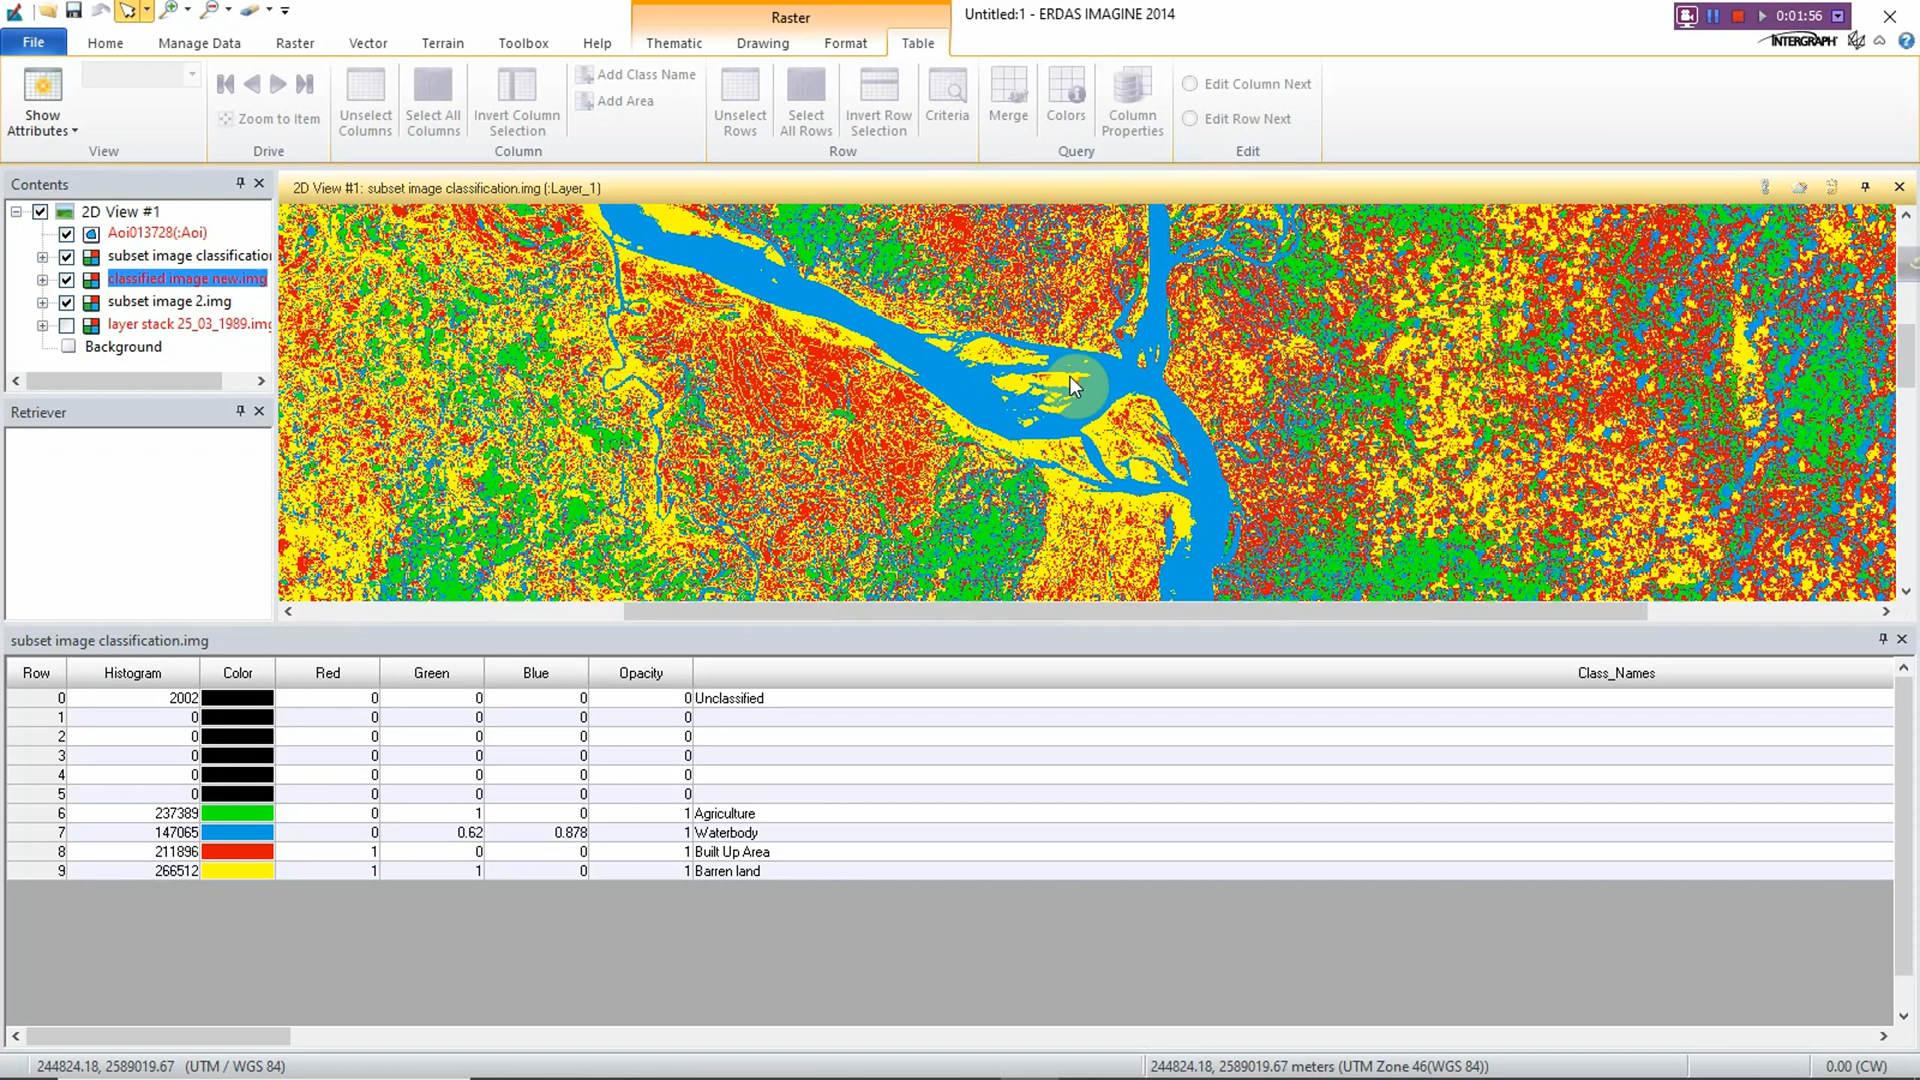 Raster
Untitled:1 - ERDAS IMAGINE 2014
0:01:56
File
Home
Manage Data
Raster
Vector
Terrain
Toolbox
Help
Thematic
Drawing
Format
Table
INTERGRAPH
Show Attributes
View
Zoom to Item
Drive
Unselect Columns
Select All Columns
Insert Column
Invert Column Selection
Add Class Name
Add Area
Column
Unselect Rows
Select All Rows
Invert Row Selection
Criteria
Row
Merge
Colors
Column Properties
Query
Edit Column Next
Edit Row Next
Edit
Contents
2D View #1
Aoi013728(:Aoi)
subset image classification
classified image new.img
subset image 2.img
layer stack 25_03_1989.img
Background
Retriever
2D View #1: subset image classification.img (:Layer_1)
subset image classification.img
Row Histogram Color Red Green Blue Opacity Class_Names
0 2002 0 0 0 0 Unclassified
1 0 0 0 0 0
2 0 0 0 0 0
3 0 0 0 0 0
4 0 0 0 0 0
5 0 0 0 0 0
6 237389 0 1 0 1 Agriculture
7 147065 0 0.62 0.878 1 Waterbody
8 211896 1 0 0 1 Built Up Area
9 266512 1 1 0 1 Barren land
244824.18, 2589019.67 (UTM / WGS 84)
244824.18, 2589019.67 meters (UTM Zone 46(WGS 84))
0.00 (CW)